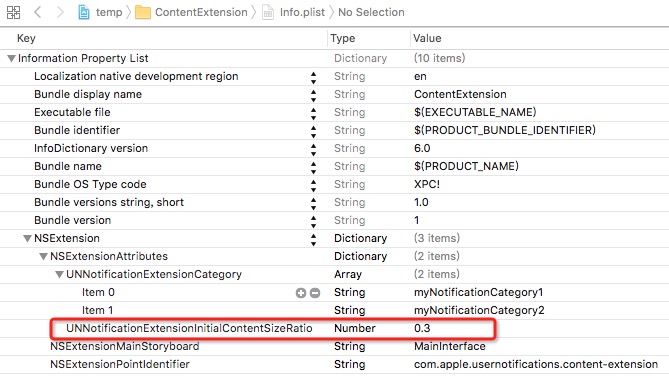 temp ContentExtension Info.plist No Selection
Key Type Value
Information Property List Dictionary (10 items)
Localization native development region String en
Bundle display name String ContentExtension
Executable file String $(EXECUTABLE_NAME)
Bundle identifier String $(PRODUCT_BUNDLE_IDENTIFIER)
InfoDictionary version String 6.0
Bundle name String $(PRODUCT_NAME)
Bundle OS Type code String XPC!
Bundle versions string, short String 1.0
Bundle version String 1
NSExtension Dictionary (3 items)
NSExtensionAttributes Dictionary (2 items)
UNNotificationExtensionCategory Array (2 items)
Item 0 String myNotificationCategory1
Item 1 String myNotificationCategory2
UNNotificationExtensionInitialContentSizeRatio Number 0.3
NSExtensionMainStoryboard String MainInterface
NSExtensionPointIdentifier String com.apple.usernotifications.content-extension